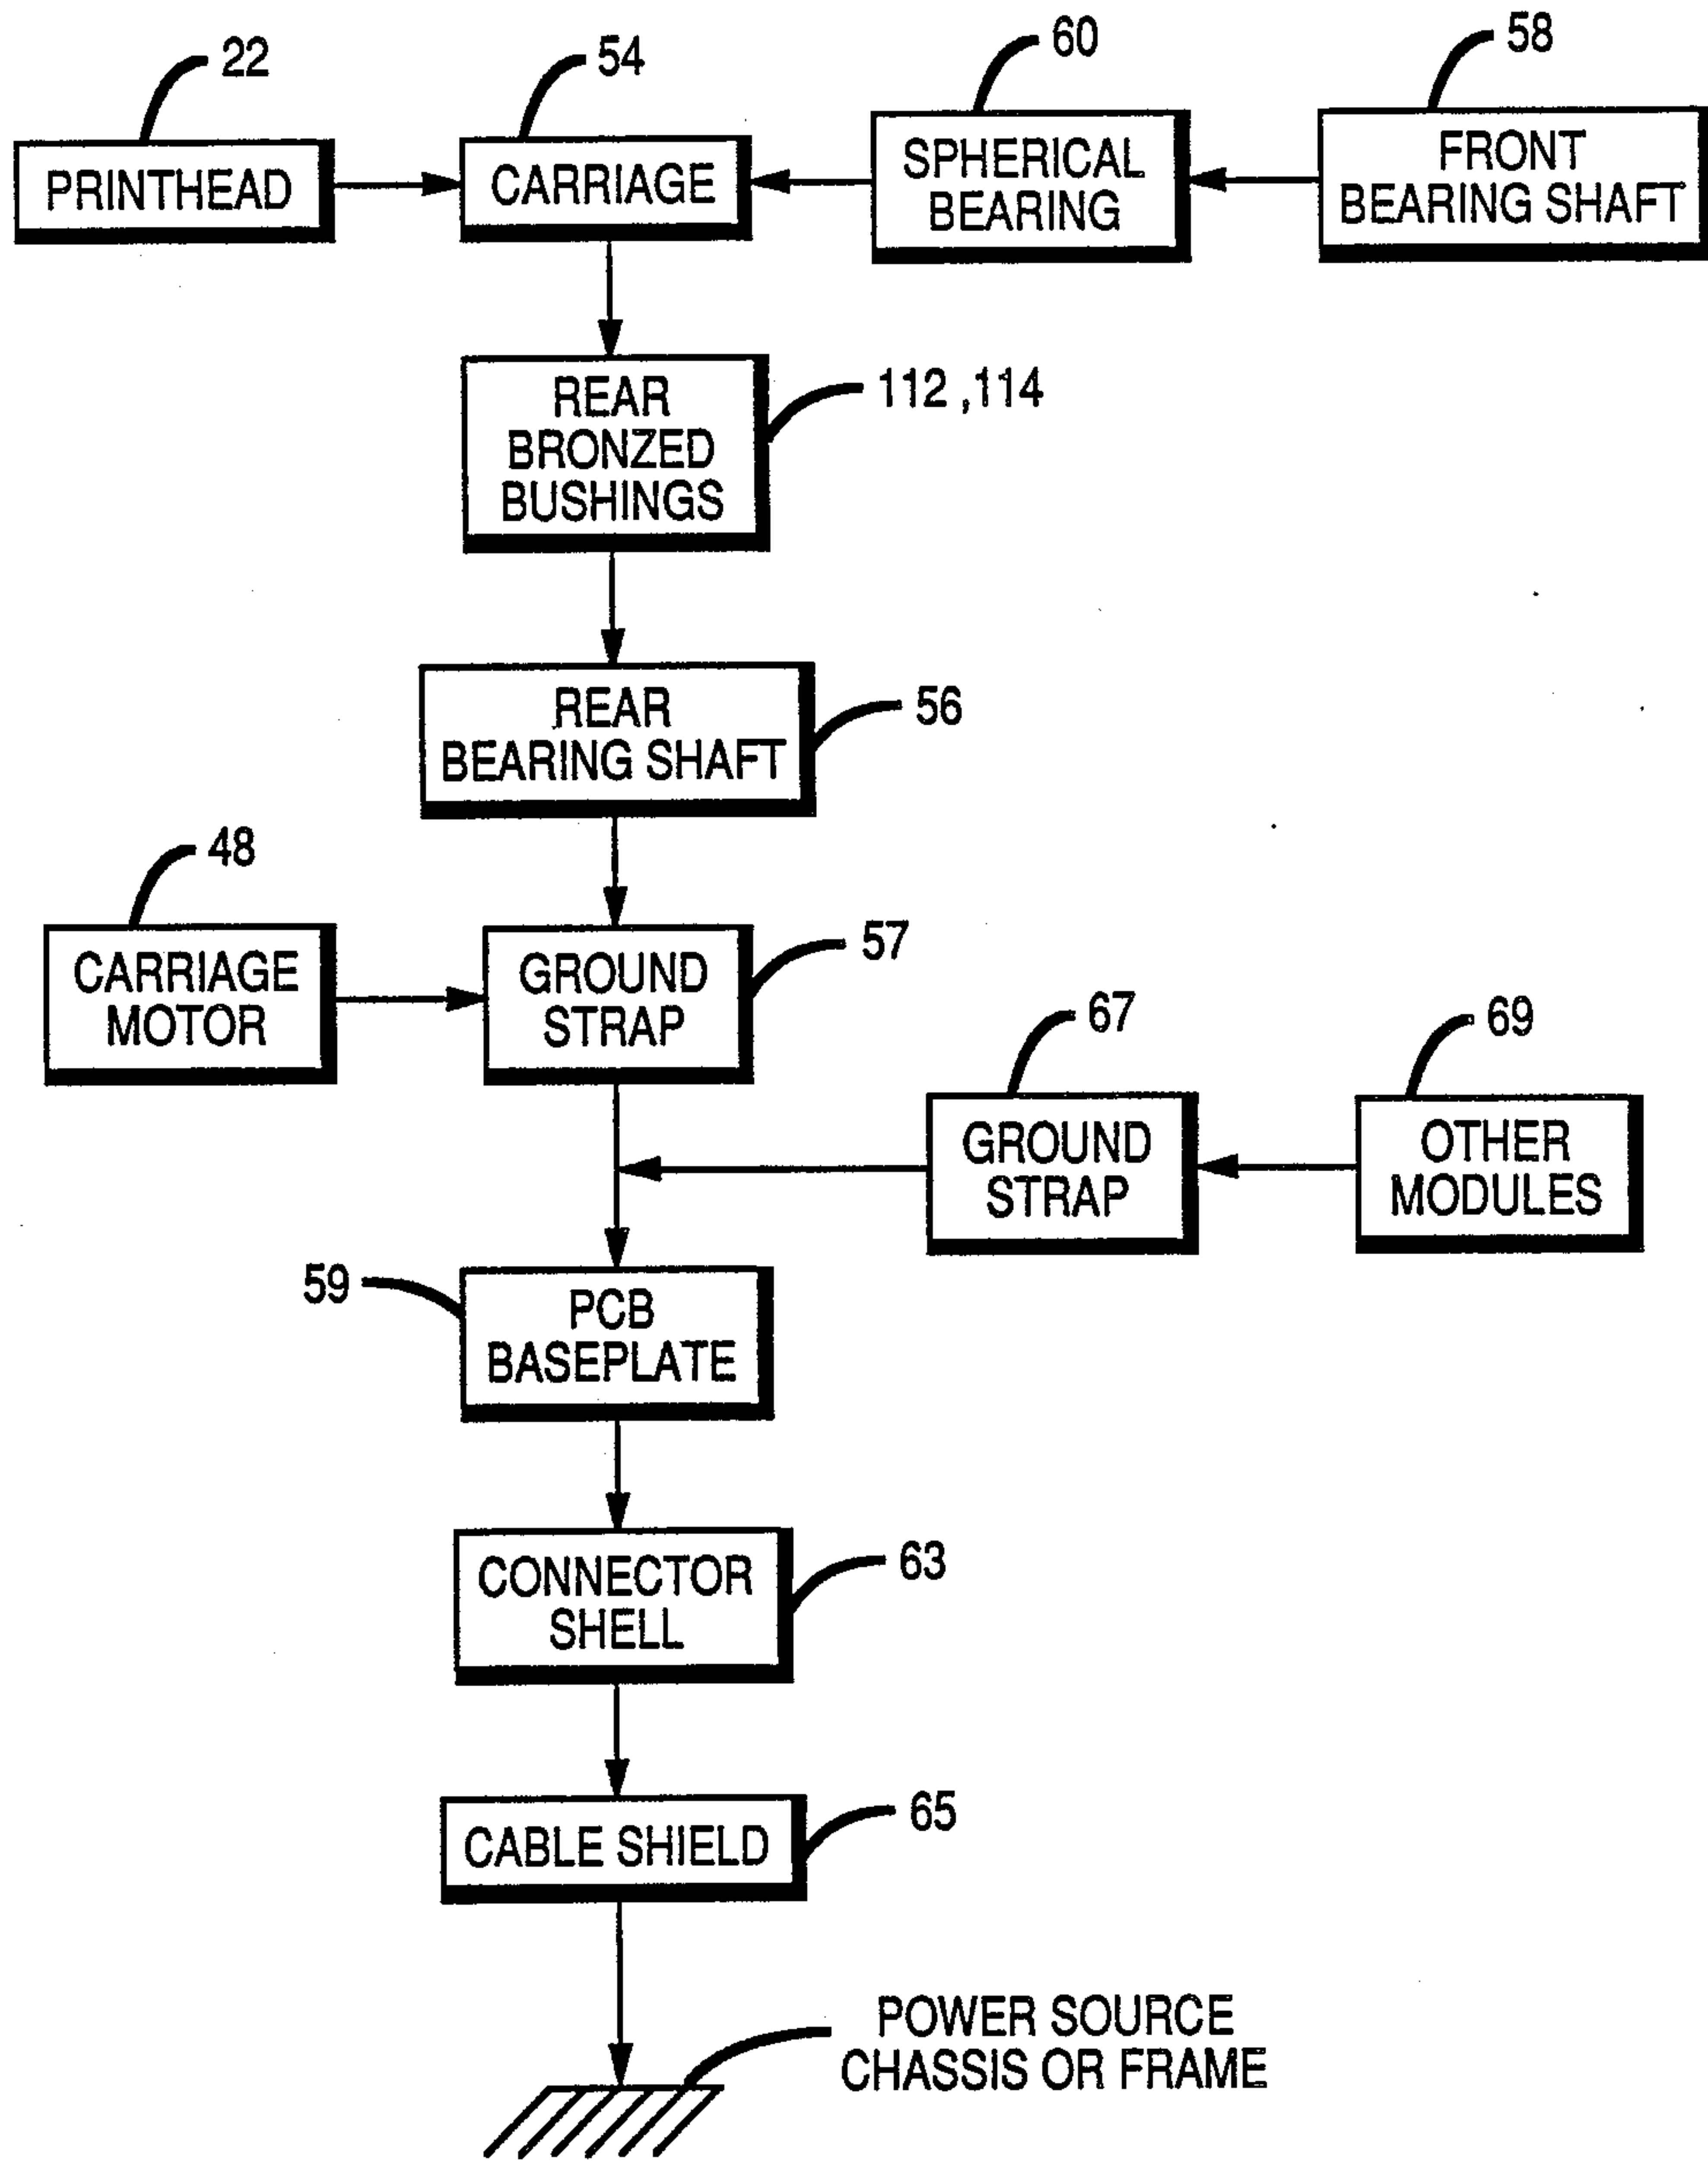 22
54
60
58
PRINTHEAD
CARRIAGE
SPHERICAL
BEARING
FRONT
BEARING SHAFT
REAR
BRONZED
BUSHINGS
112 ,114
REAR
BEARING SHAFT
56
48
CARRIAGE
MOTOR
GROUND
STRAP
57
67
69
GROUND
STRAP
OTHER
MODULES
59
PCB
BASEPLATE
CONNECTOR
SHELL
63
CABLE SHIELD
65
POWER SOURCE
CHASSIS OR FRAME